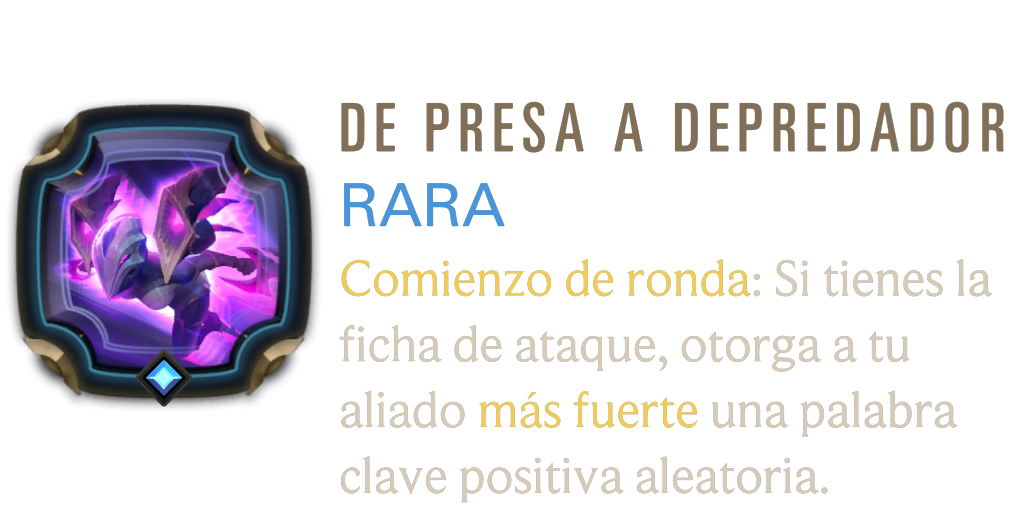 DE PRESA A DEPREDADOR
RARA
Comienzo de ronda: Si tienes la
ficha de ataque, otorga a tu
aliado más fuerte una palabra
clave positiva aleatoria.